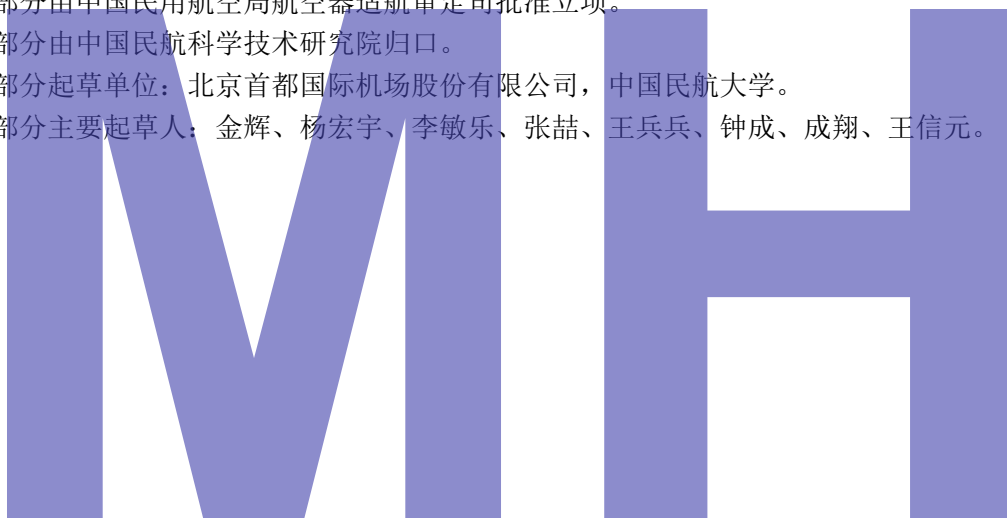 部分由中国民用航空局航空器适航审定司批准立项。
部分由中国民航科学技术研究院归口。
部分起草单位：北京首都国际机场股份有限公司，中国民航大学。
部分主要起草人：金辉、杨宏宇、李敏乐、张喆、王兵兵、钟成、成翔、王信元。
MH